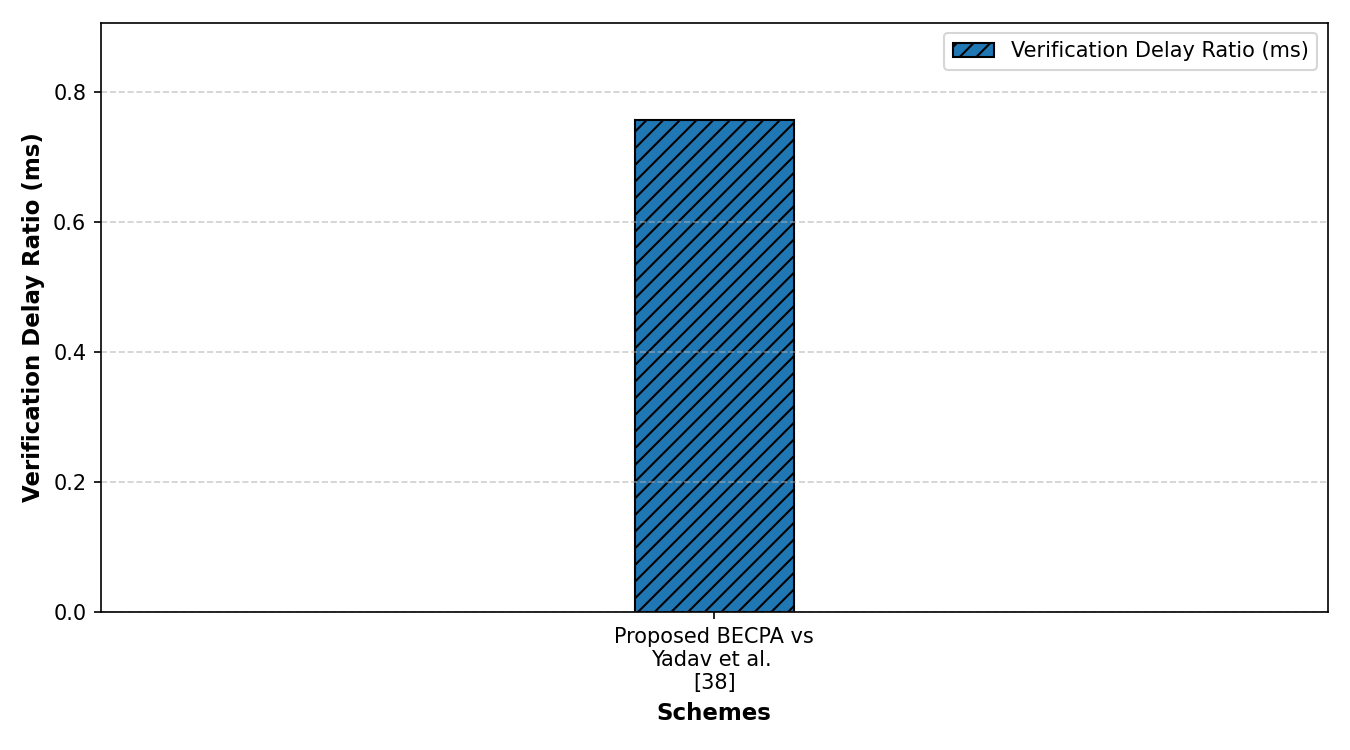 Verification Delay Ratio (ms)
Verification Delay Ratio (ms)
0.8
0.6
0.4
0.2
0.0
Proposed BECPA vs
Yadav et al.
[38]
Schemes